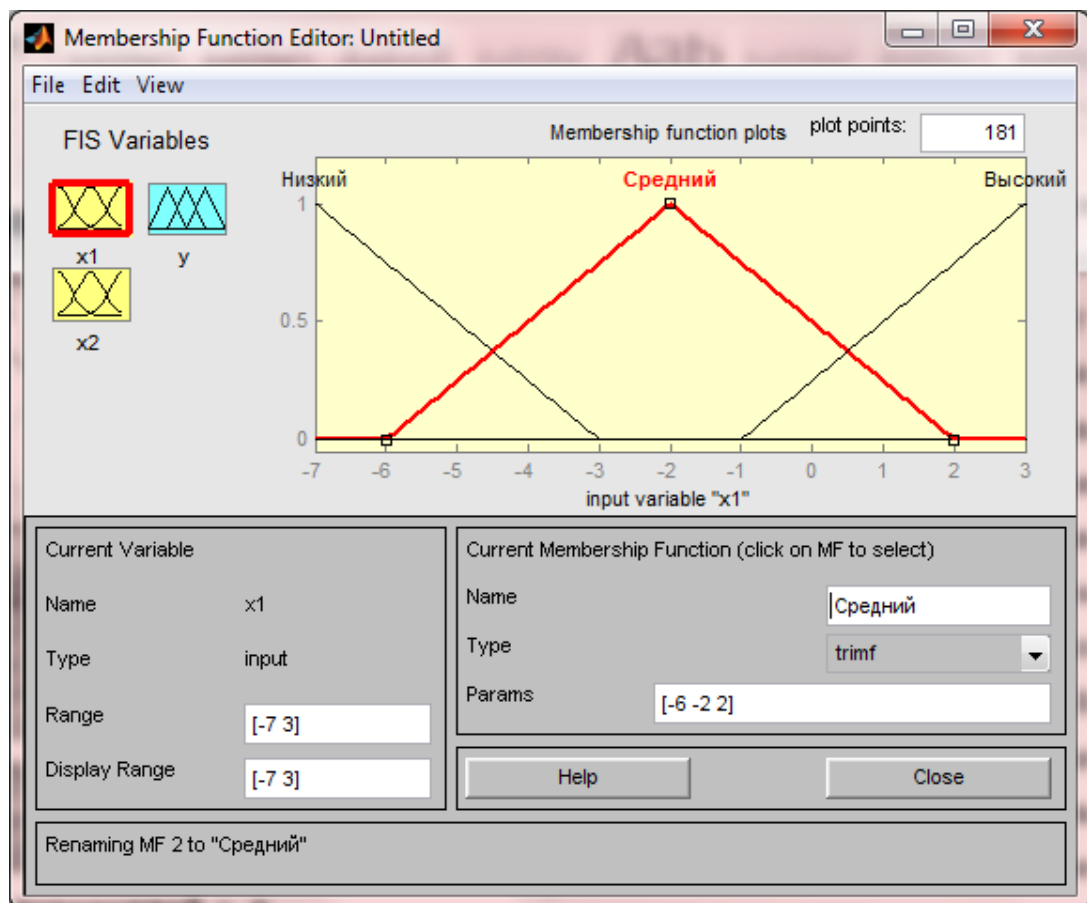 Membership Function Editor: Untitled
File Edit View
FIS Variables
Membership function plots
plot points:
181
x1
y
x2
Низкий
Средний
Высокий
1
0.5
0
-7 -6 -5 -4 -3 -2 -1 0 1 2 3
input variable "x1"
Current Variable
Name x1
Type input
Range [-7 3]
Display Range [-7 3]
Current Membership Function (click on MF to select)
Name Средний
Type trimf
Params [-6 -2 2]
Help Close
Renaming MF 2 to "Средний"